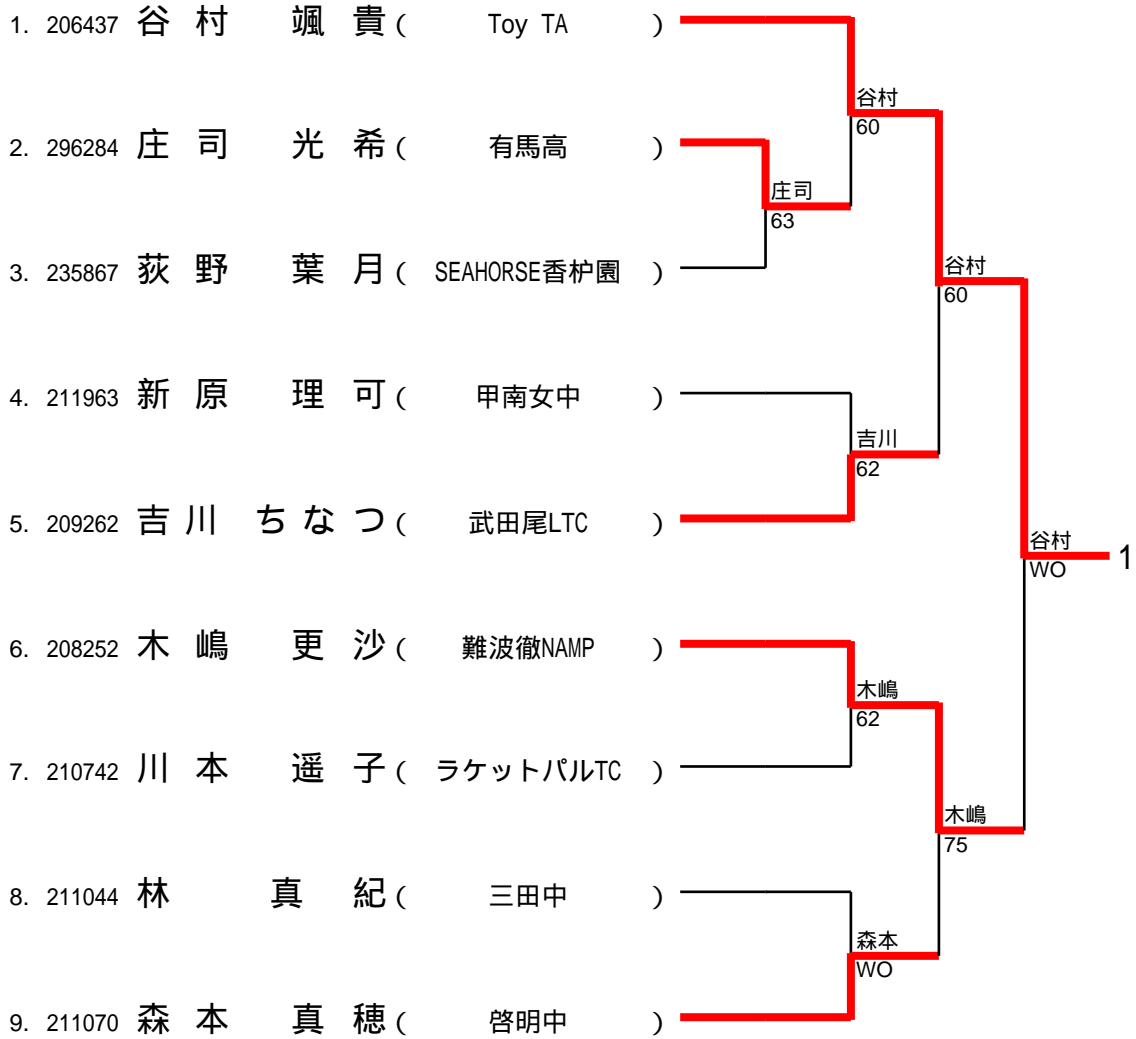 1. 206437 谷 村 颯 貴 ( Toy TA )
谷村
60
2. 296284 庄 司 光 希 ( 有馬高 )
庄司
63
3. 235867 荻 野 葉 月 ( SEAHORSE香枦園 )
谷村
60
4. 211963 新 原 理 可 ( 甲南女中 )
吉川
62
5. 209262 吉 川 ち な つ ( 武田尾LTC )
谷村
WO
1
6. 208252 木 嶋 更 沙 ( 難波徹NAMP )
木嶋
62
7. 210742 川 本 遥 子 ( ラケットパルTC )
木嶋
75
8. 211044 林 真 紀 ( 三田中 )
森本
WO
9. 211070 森 本 真 穂 ( 啓明中 )